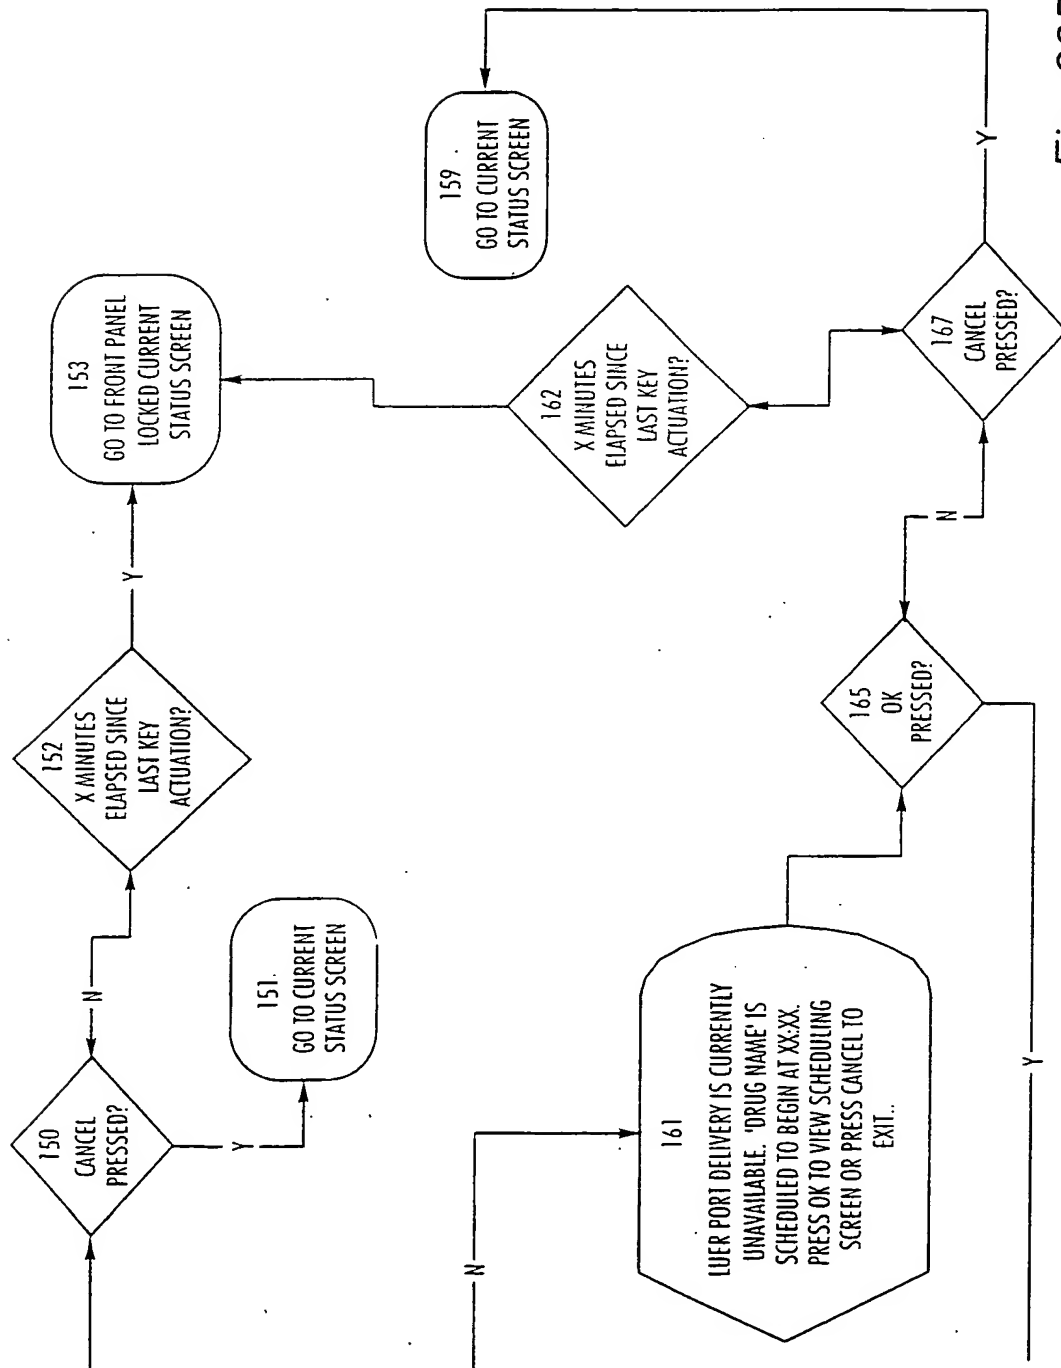 150
CANCEL
PRESSED?
N
Y
151.
GO TO CURRENT
STATUS SCREEN
152
X MINUTES
ELAPSED SINCE
LAST KEY
ACTUATION?
Y
153
GO TO FRONT PANEL
LOCKED CURRENT
STATUS SCREEN
N
161
LUER PORT DELIVERY IS CURRENTLY
UNAVAILABLE. 'DRUG NAME' IS
SCHEDULED TO BEGIN AT XX:XX.
PRESS OK TO VIEW SCHEDULING
SCREEN OR PRESS CANCEL TO
EXIT..
165
OK
PRESSED?
Y
N
162
X MINUTES
ELAPSED SINCE
LAST KEY
ACTUATION?
167
CANCEL
PRESSED?
Y
159
GO TO CURRENT
STATUS SCREEN